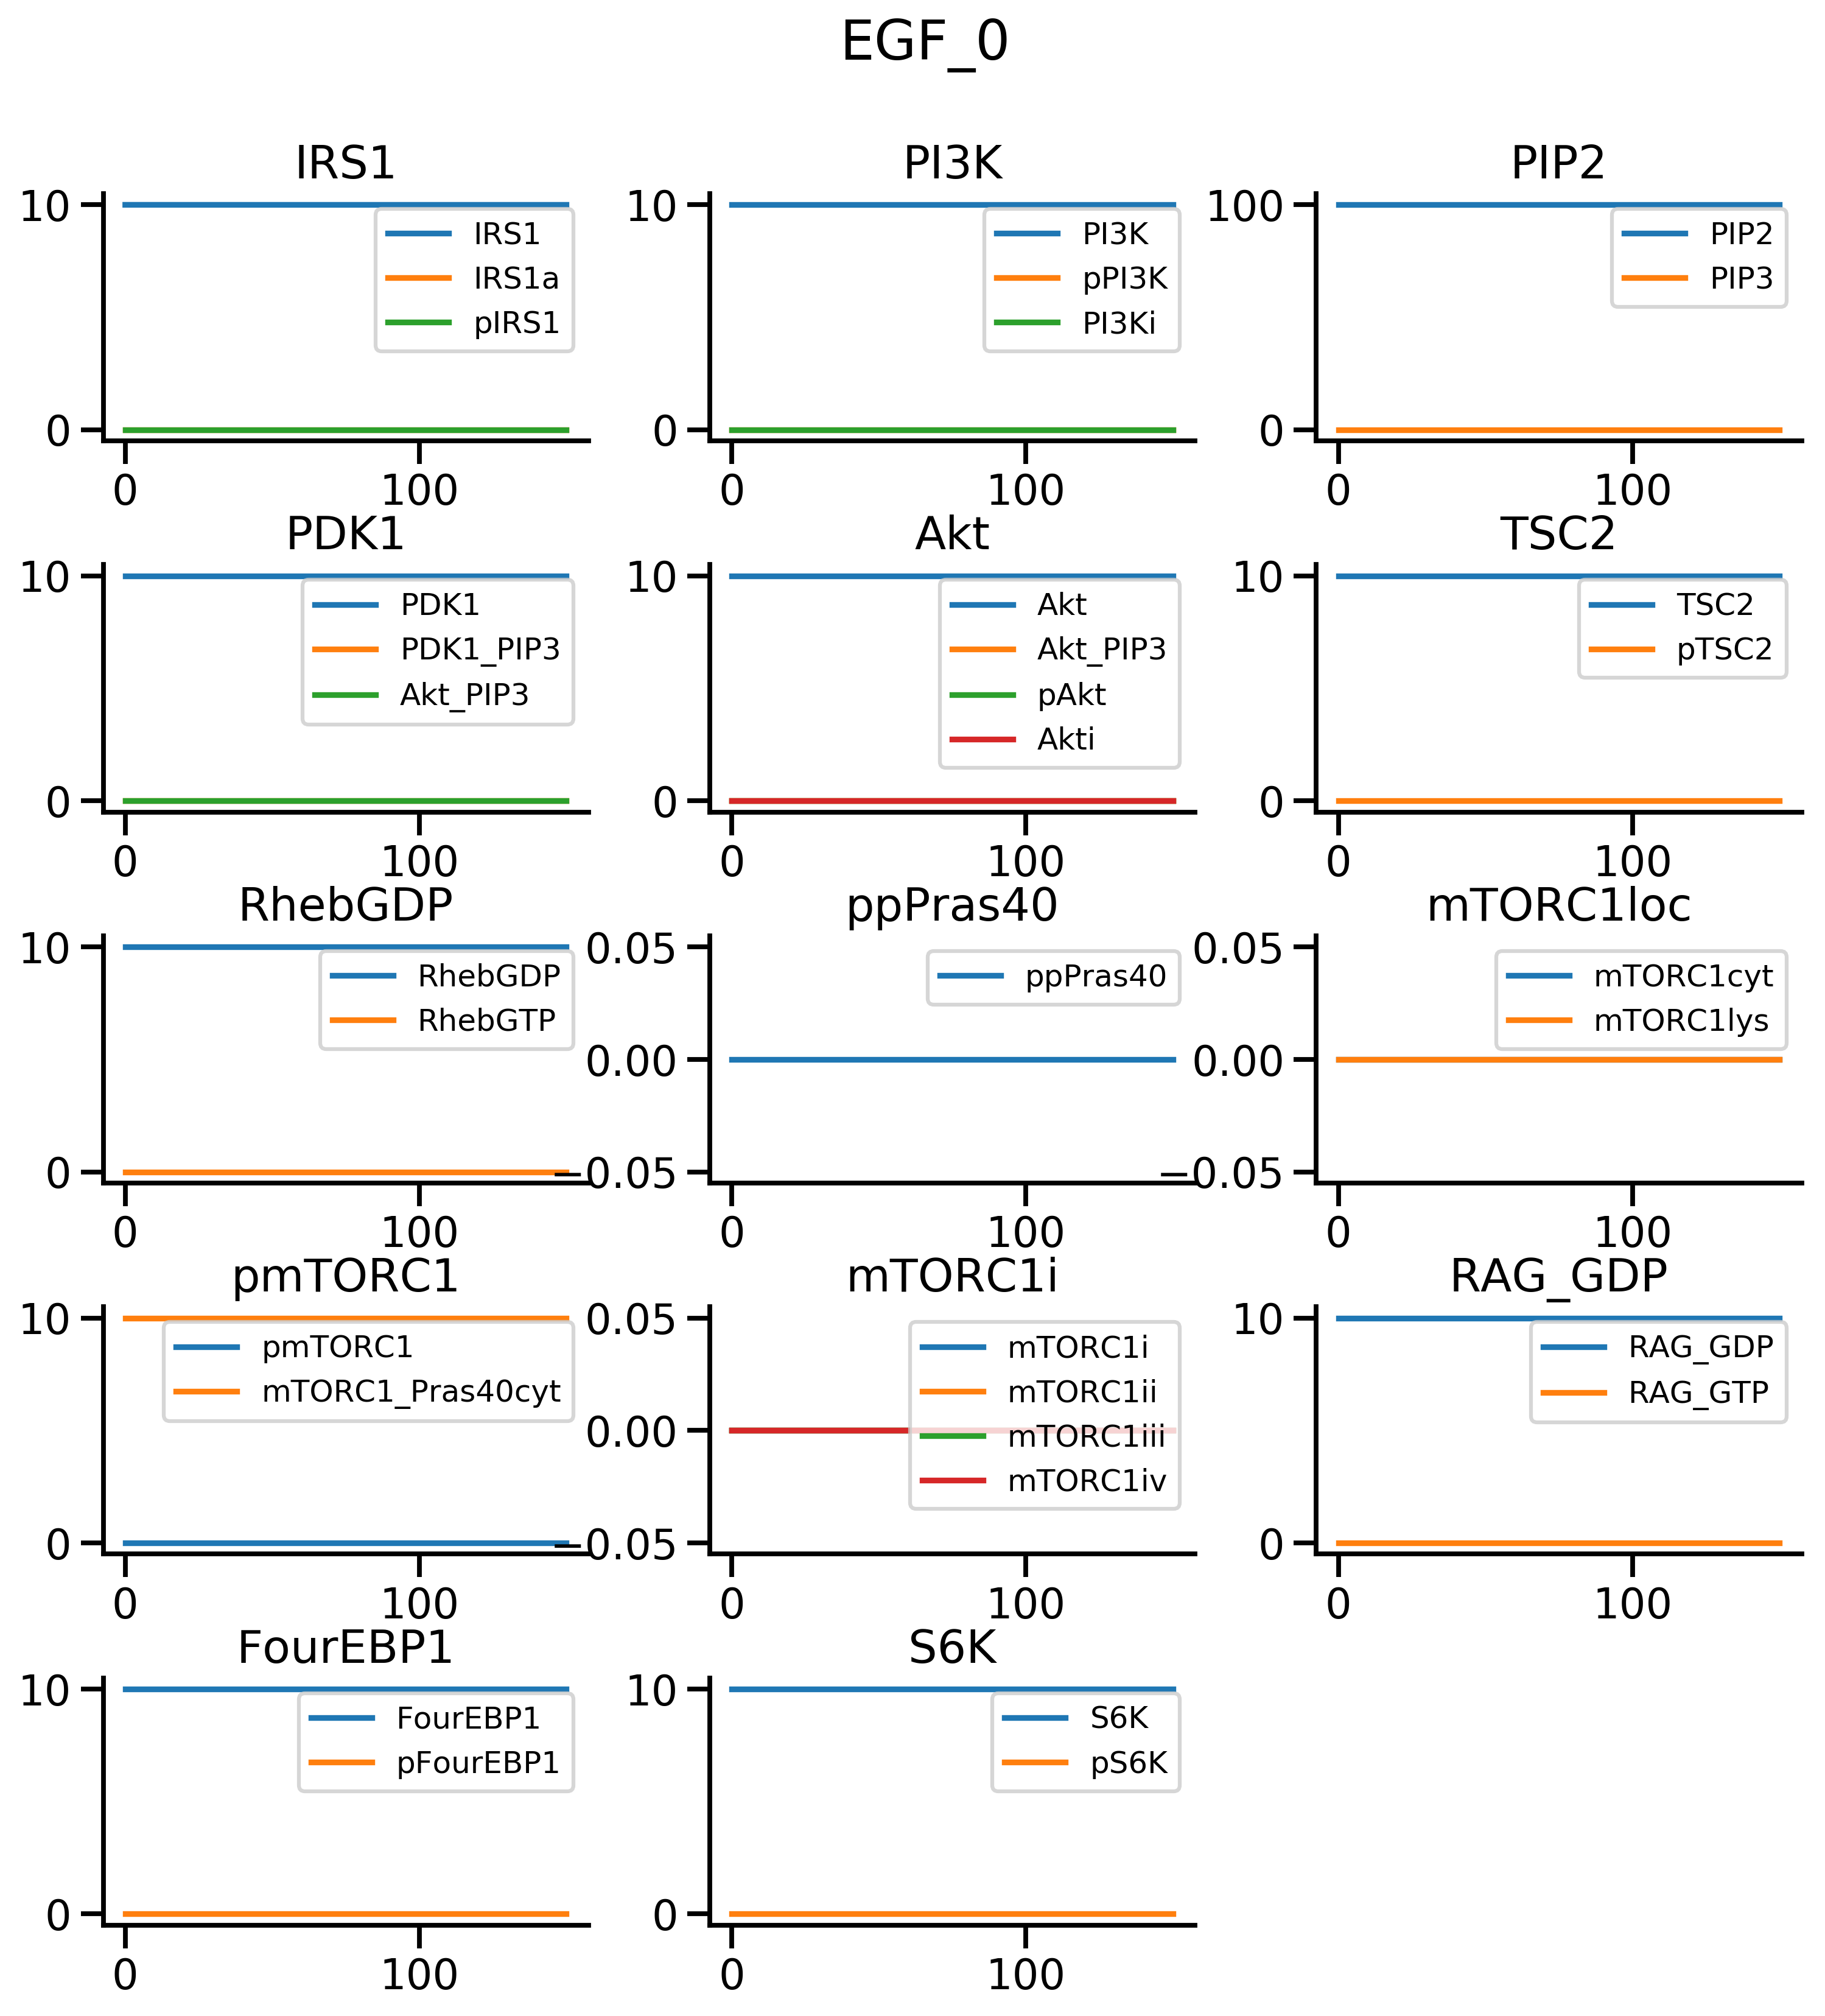 EGF_0
IRS1
10
IRS1
IRS1a
pIRS1
0
0 100
PI3K
10
PI3K
pPI3K
PI3Ki
0
0 100
PIP2
100
PIP2
PIP3
0
0 100
PDK1
10
PDK1
PDK1_PIP3
Akt_PIP3
0
0 100
Akt
10
Akt
Akt_PIP3
pAkt
Akti
0
0 100
TSC2
10
TSC2
pTSC2
0
0 100
RhebGDP
10
RhebGDP
RhebGTP
0
0 100
ppPras40
0.05
ppPras40
0.00
−0.05
0 100
mTORC1loc
0.05
mTORC1cyt
mTORC1lys
0.00
−0.05
0 100
pmTORC1
10
pmTORC1
mTORC1_Pras40cyt
0
0 100
mTORC1i
0.05
mTORC1i
mTORC1ii
0.00
mTORC1iii
mTORC1iv
−0.05
0 100
RAG_GDP
10
RAG_GDP
RAG_GTP
0
0 100
FourEBP1
10
FourEBP1
pFourEBP1
0
0 100
S6K
10
S6K
pS6K
0
0 100